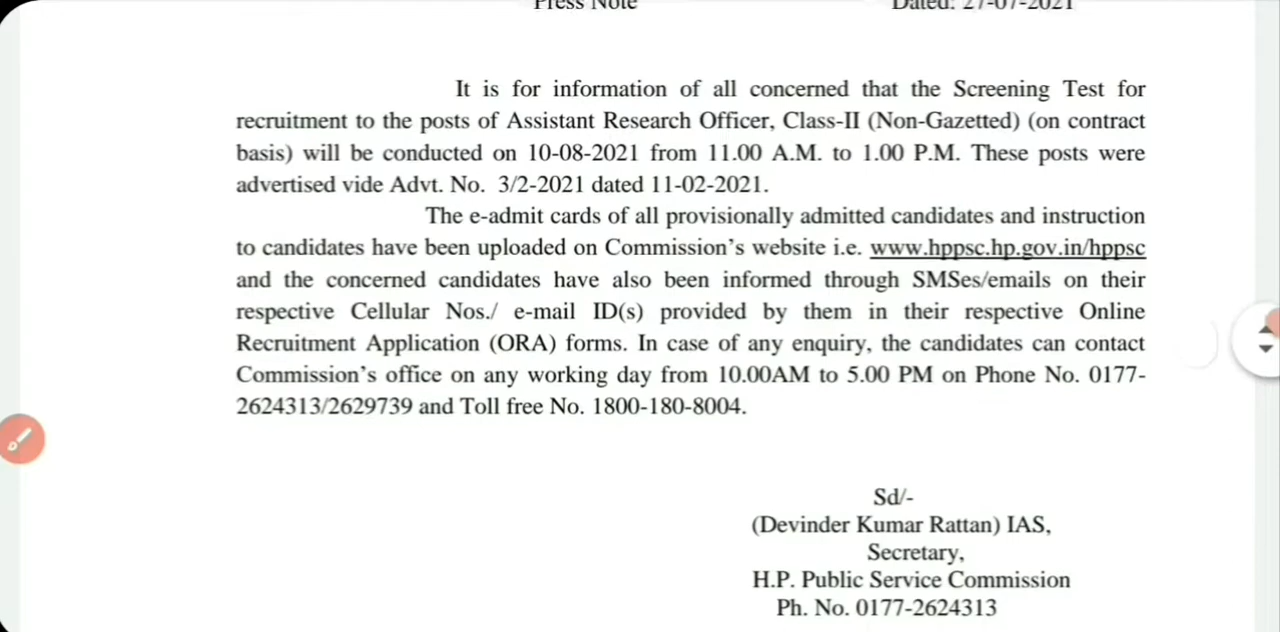 Press Note Dated: 27-07-2021
It is for information of all concerned that the Screening Test for
recruitment to the posts of Assistant Research Officer, Class-II (Non-Gazetted) (on contract
basis) will be conducted on 10-08-2021 from 11.00 A.M. to 1.00 P.M. These posts were
advertised vide Advt. No. 3/2-2021 dated 11-02-2021.
The e-admit cards of all provisionally admitted candidates and instruction
to candidates have been uploaded on Commission's website i.e. www.hppsc.hp.gov.in/hppsc
and the concerned candidates have also been informed through SMSes/emails on their
respective Cellular Nos./ e-mail ID(s) provided by them in their respective Online
Recruitment Application (ORA) forms. In case of any enquiry, the candidates can contact
Commission's office on any working day from 10.00AM to 5.00 PM on Phone No. 0177-
2624313/2629739 and Toll free No. 1800-180-8004.
Sd/-
(Devinder Kumar Rattan) IAS,
Secretary,
H.P. Public Service Commission
Ph. No. 0177-2624313